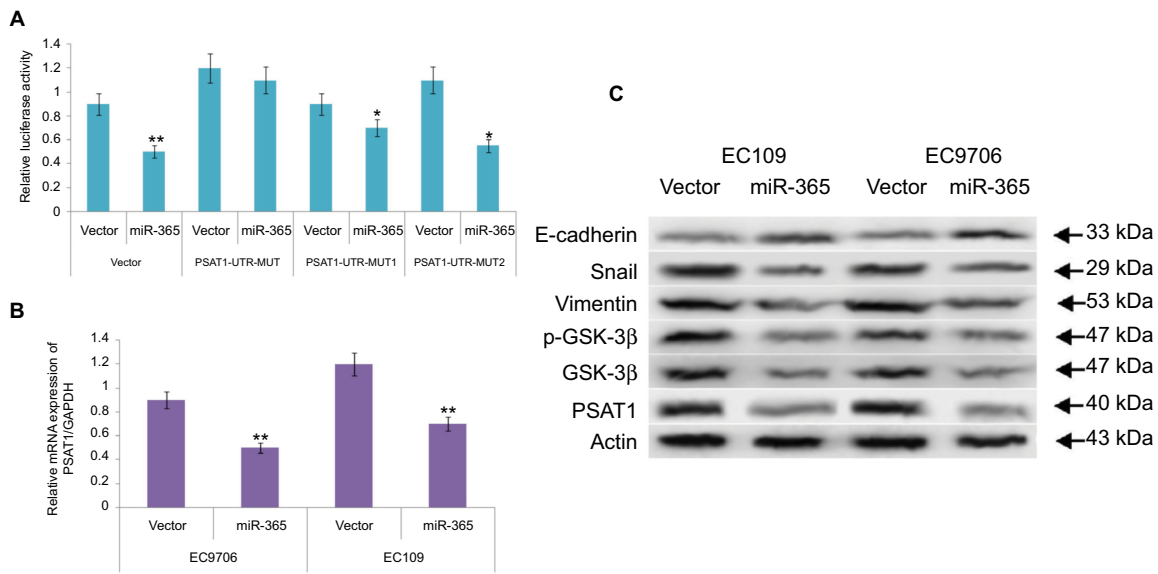 A
Relative luciferase activity
1.4
1.2
1
0.8
0.6
0.4
0.2
0
**
*
*
Vector miR-365 Vector miR-365 Vector miR-365 Vector miR-365
Vector PSAT1-UTR-MUT PSAT1-UTR-MUT1 PSAT1-UTR-MUT2
B
Relative mRNA expression of
PSAT1/GAPDH
1.4
1.2
1
0.8
0.6
0.4
0.2
0
**
**
Vector miR-365 Vector miR-365
EC9706 EC109
C
EC109 EC9706
Vector miR-365 Vector miR-365
E-cadherin 33 kDa
Snail 29 kDa
Vimentin 53 kDa
p-GSK-3β 47 kDa
GSK-3β 47 kDa
PSAT1 40 kDa
Actin 43 kDa